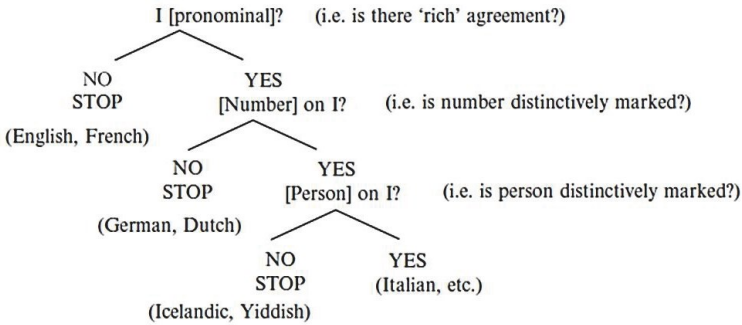 I [pronominal]? (i.e. is there ‘rich’ agreement?)
NO YES
STOP [Number] on I? (i.e. is number distinctively marked?)
(English, French)
NO YES
STOP [Person] on I? (i.e. is person distinctively marked?)
(German, Dutch)
NO YES
STOP (Italian, etc.)
(Icelandic, Yiddish)